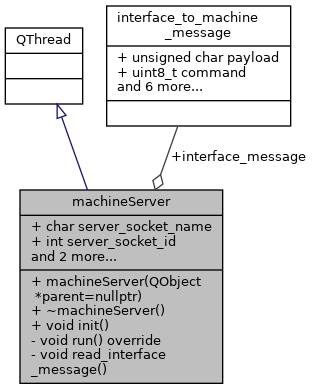 QThread
interface_to_machine
_message
+ unsigned char payload
+ uint8_t command
and 6 more...
+interface_message
machineServer
+ char server_socket_name
+ int server_socket_id
and 2 more...
+ machineServer(QObject
*parent=nullptr)
+ ~machineServer()
+ void init()
- void run() override
- void read_interface
_message()